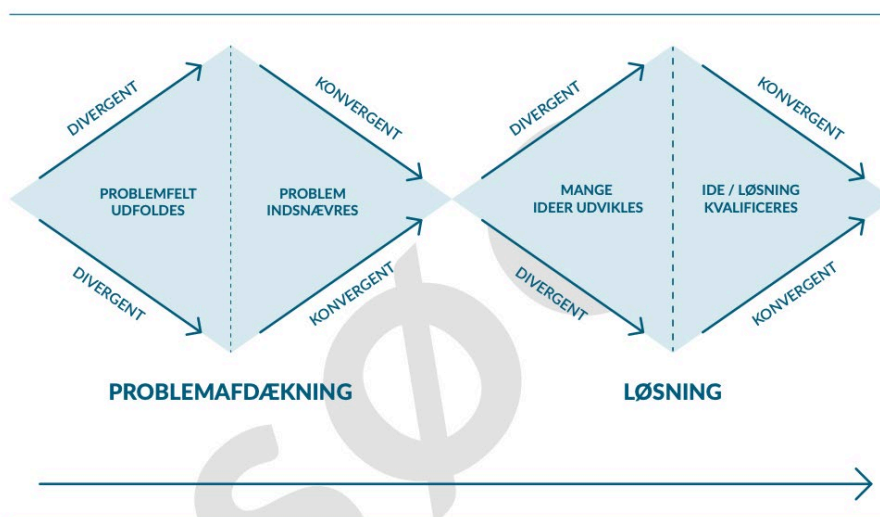 DIVERGENT
KONVERGENT
PROBLEMFELT
UDFOLDES
PROBLEM
INDSNÆVRES
DIVERGENT
KONVERGENT
DIVERGENT
KONVERGENT
MANGE
IDEER UDVIKLES
IDE / LØSNING
KVALIFICERES
DIVERGENT
KONVERGENT
PROBLEMAFDÆKNING
LØSNING